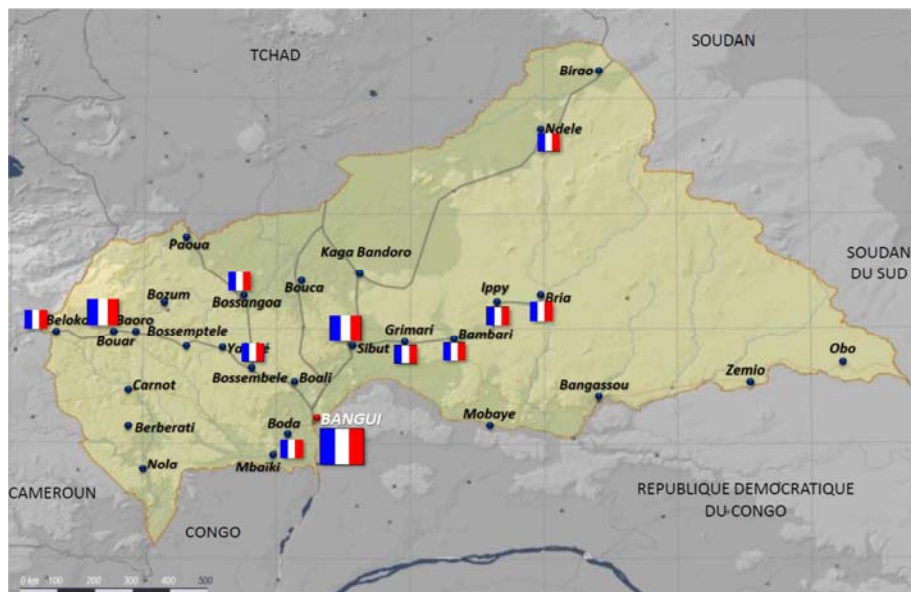 TCHAD
SOUDAN
Birao
Ndele
Paoua
Kaga Bandoro
SOUDAN
DU SUD
Bozum
Bossangoa
Bouca
Ippy
Bria
Beloko
Baoro
Bossemptele
Grimari
Bouar
Sibut
Bambari
Obo
Bossembele
Boali
Zemio
Carnot
Bangassou
BANGUI
Mobaye
Berberati
Boda
Nola
Mbaïki
CAMEROUN
REPUBLIQUE DEMOCRATIQUE
DU CONGO
CONGO
0 km 100 200 300 400 500